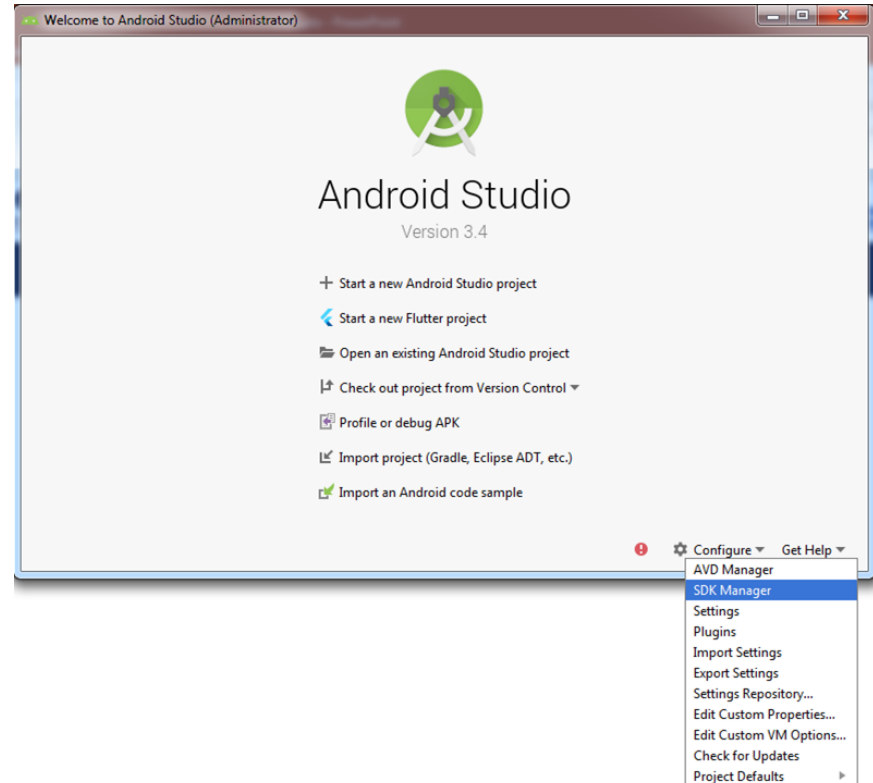 Welcome to Android Studio (Administrator)
Android Studio
Version 3.4
Start a new Android Studio project
Start a new Flutter project
Open an existing Android Studio project
Check out project from Version Control
Profile or debug APK
Import project (Gradle, Eclipse ADT, etc.)
Import an Android code sample
Configure Get Help
AVD Manager
SDK Manager
Settings
Plugins
Import Settings
Export Settings
Settings Repository...
Edit Custom Properties...
Edit Custom VM Options...
Check for Updates
Project Defaults